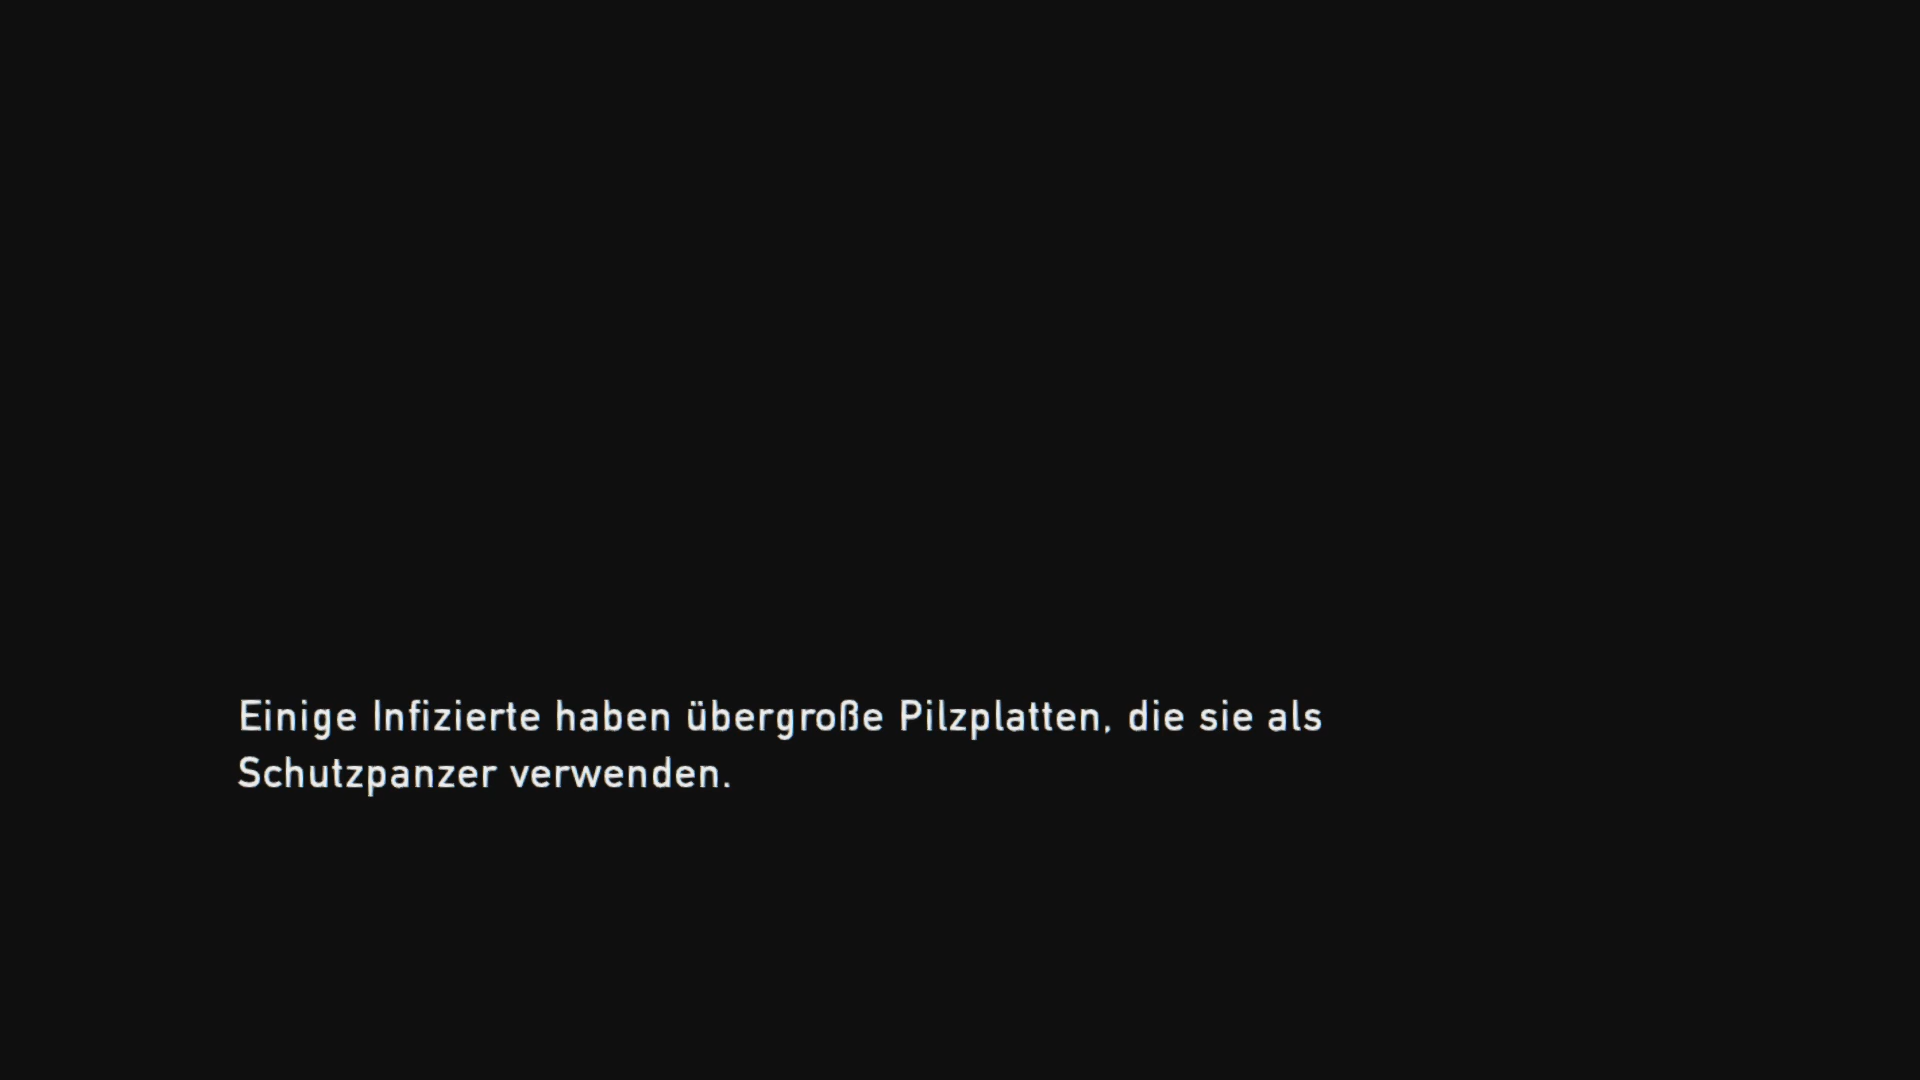 Einige Infizierte haben übergroße Pilzplatten, die sie als
Schutzpanzer verwenden.